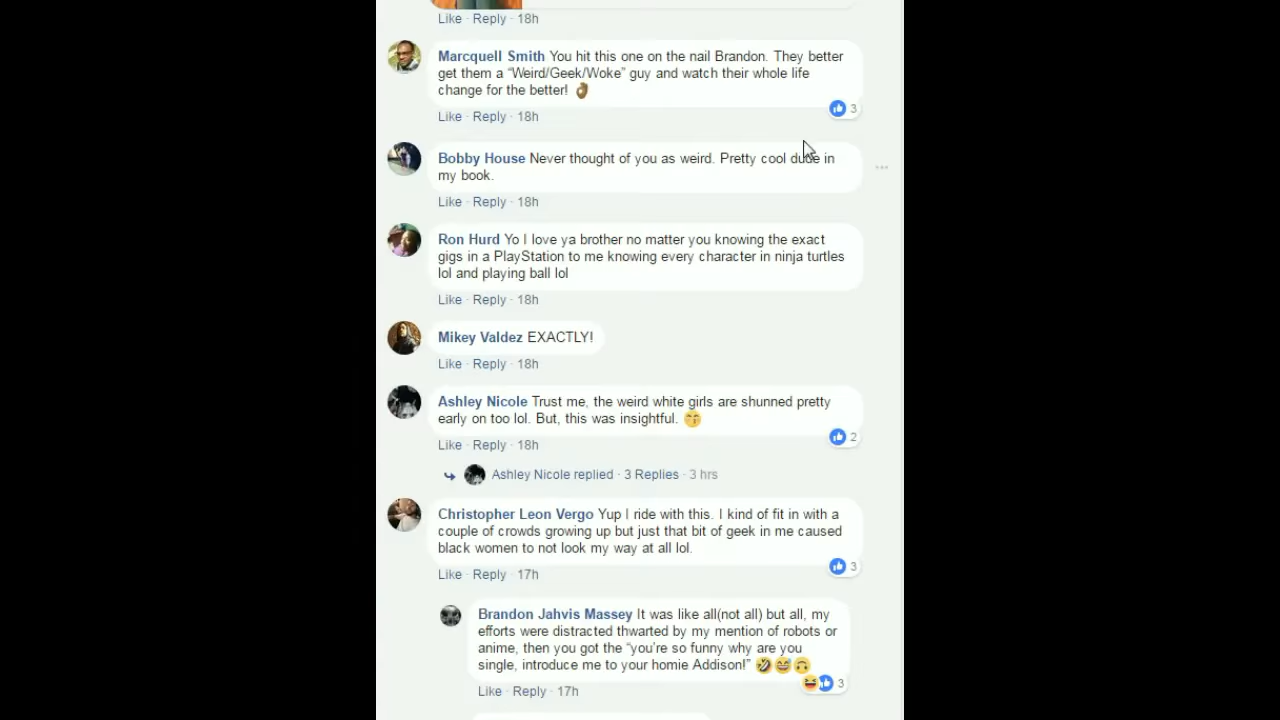 Like · Reply · 18h
Marcquell Smith You hit this one on the nail Brandon. They better
get them a “Weird/Geek/Woke” guy and watch their whole life
change for the better! 👌🏾
3
Like · Reply · 18h
Bobby House Never thought of you as weird. Pretty cool dude in
my book.
Like · Reply · 18h
Ron Hurd Yo I love ya brother no matter you knowing the exact
gigs in a PlayStation to me knowing every character in ninja turtles
lol and playing ball lol
Like · Reply · 18h
Mikey Valdez EXACTLY!
Like · Reply · 18h
Ashley Nicole Trust me, the weird white girls are shunned pretty
early on too lol. But, this was insightful. 😙
2
Like · Reply · 18h
Ashley Nicole replied · 3 Replies · 3 hrs
Christopher Leon Vergo Yup I ride with this. I kind of fit in with a
couple of crowds growing up but just that bit of geek in me caused
black women to not look my way at all lol.
3
Like · Reply · 17h
Brandon Jahvis Massey It was like all(not all) but all, my
efforts were distracted thwarted by my mention of robots or
anime, then you got the “you’re so funny why are you
single, introduce me to your homie Addison!” 🤣😅🙃
3
Like · Reply · 17h